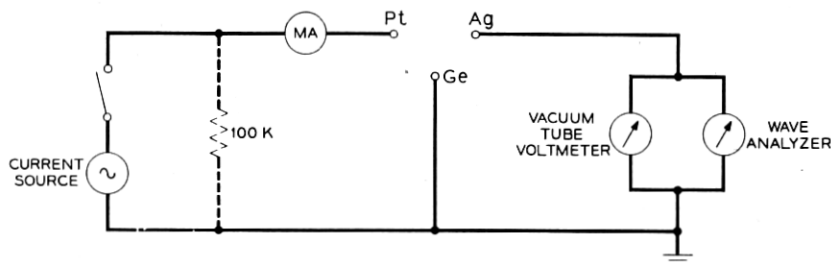 MA
Pt
Ag
Ge
100 K
CURRENT
SOURCE
VACUUM
TUBE
VOLTMETER
WAVE
ANALYZER